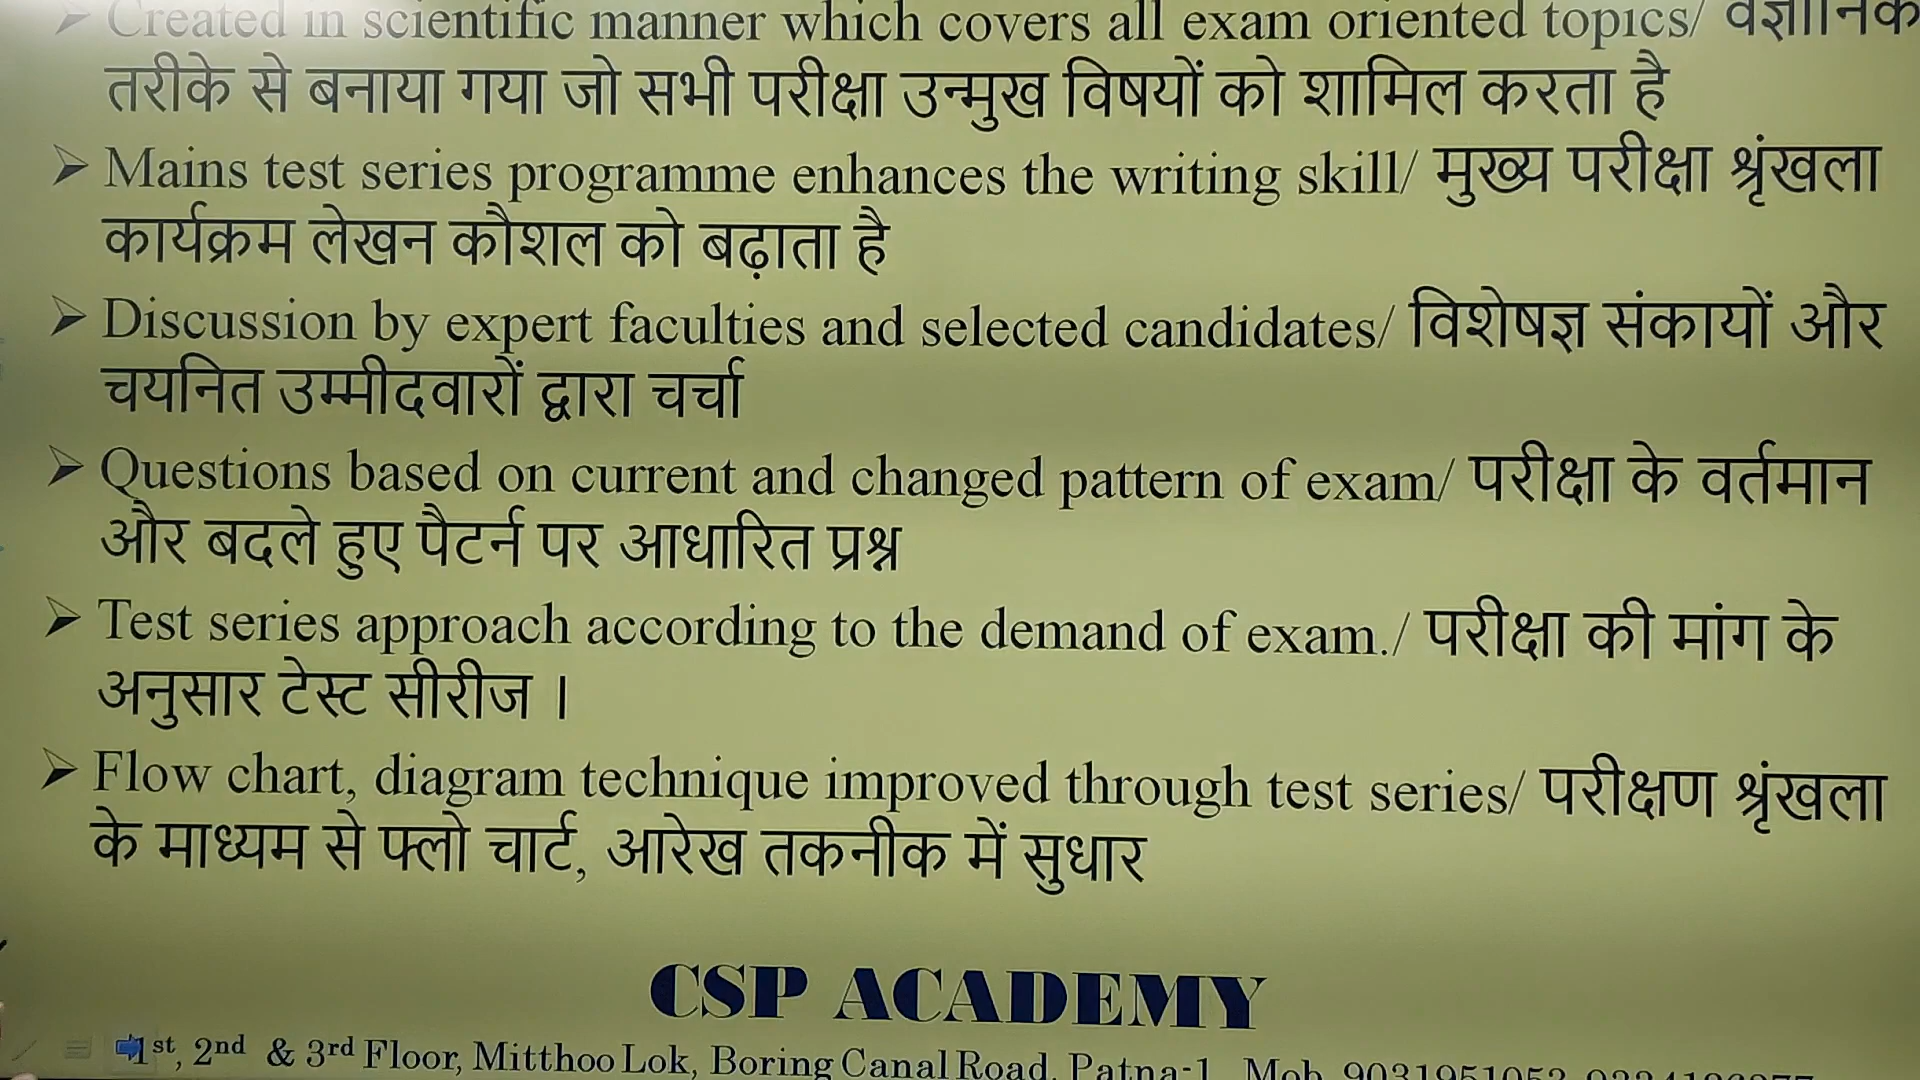 ➢ Created in scientific manner which covers all exam oriented topics/ वैज्ञानिक
तरीके से बनाया गया जो सभी परीक्षा उन्मुख विषयों को शामिल करता है
➢ Mains test series programme enhances the writing skill/ मुख्य परीक्षा श्रृंखला
कार्यक्रम लेखन कौशल को बढ़ाता है
➢ Discussion by expert faculties and selected candidates/ विशेषज्ञ संकायों और
चयनित उम्मीदवारों द्वारा चर्चा
➢ Questions based on current and changed pattern of exam/ परीक्षा के वर्तमान
और बदले हुए पैटर्न पर आधारित प्रश्न
➢ Test series approach according to the demand of exam./ परीक्षा की मांग के
अनुसार टेस्ट सीरीज ।
➢ Flow chart, diagram technique improved through test series/ परीक्षण श्रृंखला
के माध्यम से फ्लो चार्ट, आरेख तकनीक में सुधार
CSP ACADEMY
1st, 2nd & 3rd Floor, Mitthoo Lok, Boring Canal Road, Patna-1, Mob